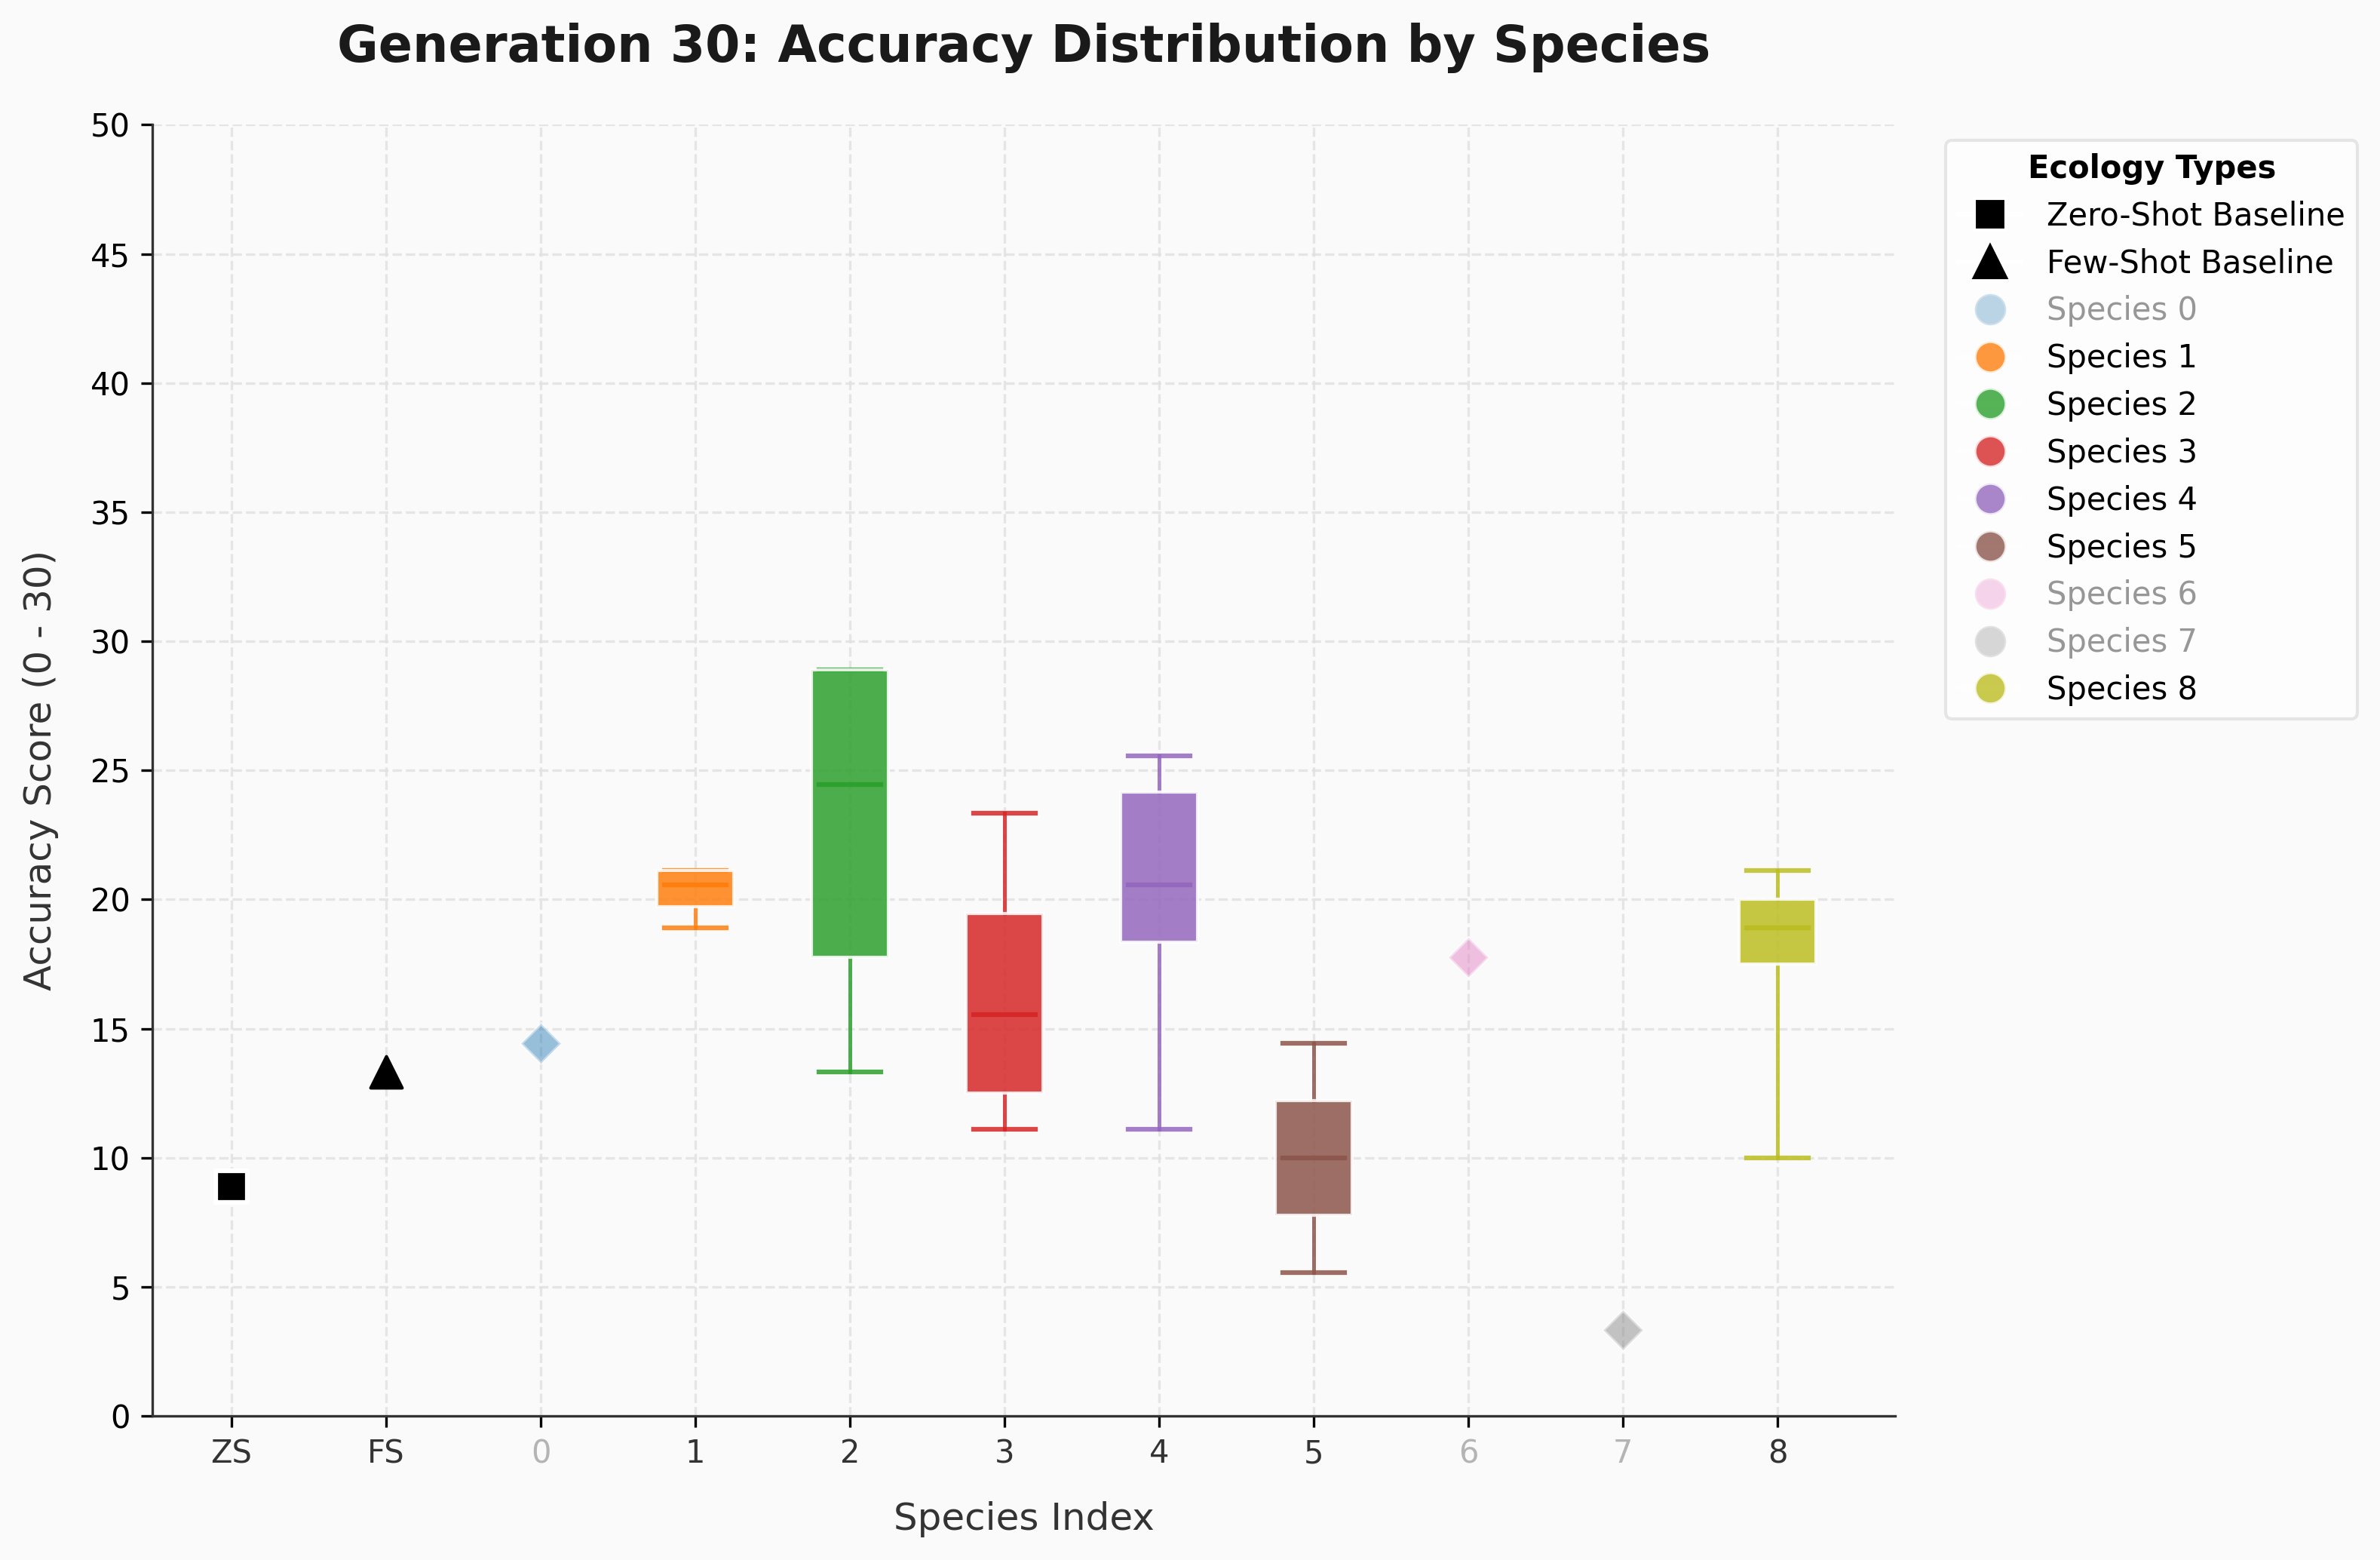 Generation 30: Accuracy Distribution by Species
Accuracy Score (0 - 30)
50
45
40
35
30
25
20
15
10
5
0
ZS FS 0 1 2 3 4 5 6 7 8
Species Index
Ecology Types
Zero-Shot Baseline
Few-Shot Baseline
Species 0
Species 1
Species 2
Species 3
Species 4
Species 5
Species 6
Species 7
Species 8